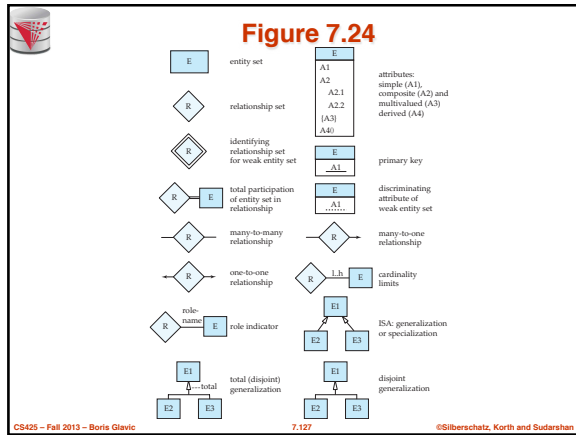 Figure 7.24
E
entity set
R
relationship set
R
identifying
relationship set
for weak entity set
R
E
total participation
of entity set in
relationship
R
many-to-many
relationship
R
one-to-one
relationship
R
role-
name
E
role indicator
E1
total
E2
E3
total (disjoint)
generalization
E
A1
A2
A2.1
A2.2
{A3}
A4()
attributes:
simple (A1),
composite (A2) and
multivalued (A3)
derived (A4)
E
A1
primary key
E
A1
discriminating
attribute of
weak entity set
R
many-to-one
relationship
R
l..h
E
cardinality
limits
E1
E2
E3
ISA: generalization
or specialization
E1
E2
E3
disjoint
generalization
CS425 – Fall 2013 – Boris Glavic
7.127
©Silberschatz, Korth and Sudarshan